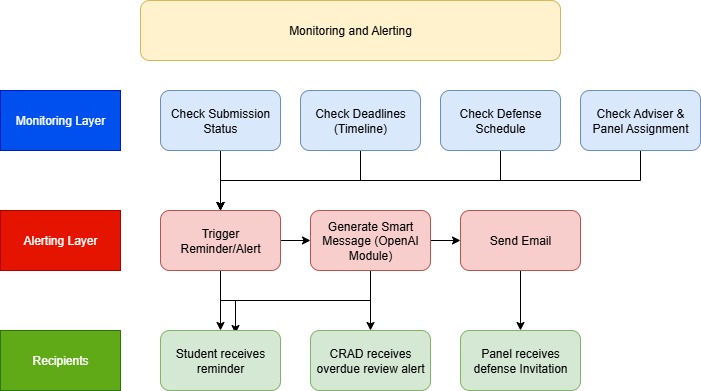 Monitoring and Alerting
Monitoring Layer
Check Submission
Status
Check Deadlines
(Timeline)
Check Defense
Schedule
Check Adviser &
Panel Assignment
Alerting Layer
Trigger
Reminder/Alert
Generate Smart
Message (OpenAI
Module)
Send Email
Recipients
Student receives
reminder
CRAD receives
overdue review alert
Panel receives
defense Invitation